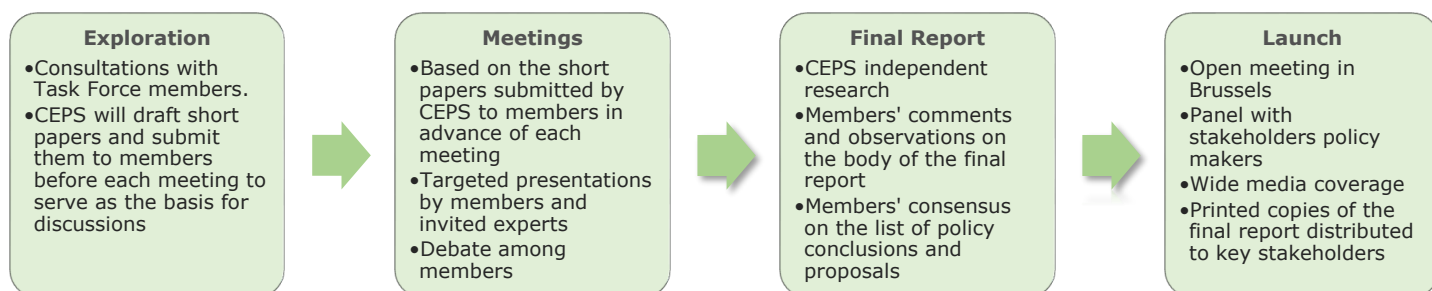 Exploration
•Consultations with
Task Force members.
•CEPS will draft short
papers and submit
them to members
before each meeting to
serve as the basis for
discussions
Meetings
•Based on the short
papers submitted by
CEPS to members in
advance of each
meeting
•Targeted presentations
by members and
invited experts
•Debate among
members
Final Report
•CEPS independent
research
•Members' comments
and observations on
the body of the final
report
•Members' consensus
on the list of policy
conclusions and
proposals
Launch
•Open meeting in
Brussels
•Panel with
stakeholders policy
makers
•Wide media coverage
•Printed copies of the
final report distributed
to key stakeholders